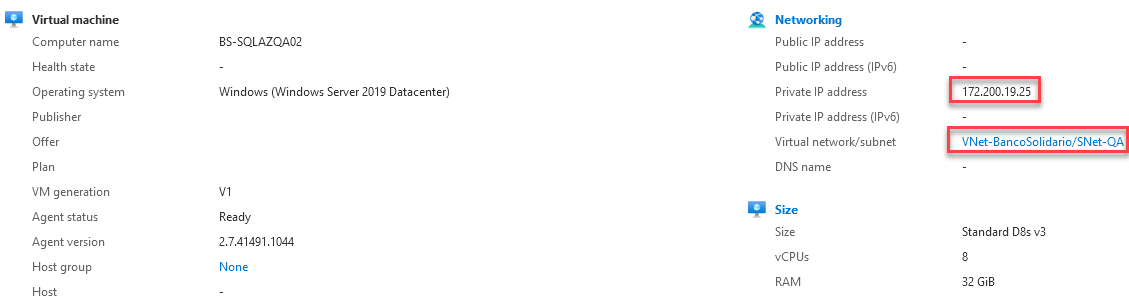 Virtual machine
Computer name BS-SQLAZQA02
Health state -
Operating system Windows (Windows Server 2019 Datacenter)
Publisher
Offer
Plan
VM generation V1
Agent status Ready
Agent version 2.7.41491.1044
Host group None
Host -
Networking
Public IP address -
Public IP address (IPv6) -
Private IP address 172.200.19.25
Private IP address (IPv6) -
Virtual network/subnet VNet-BancoSolidario/SNet-QA
DNS name -
Size
Size Standard D8s v3
vCPUs 8
RAM 32 GiB